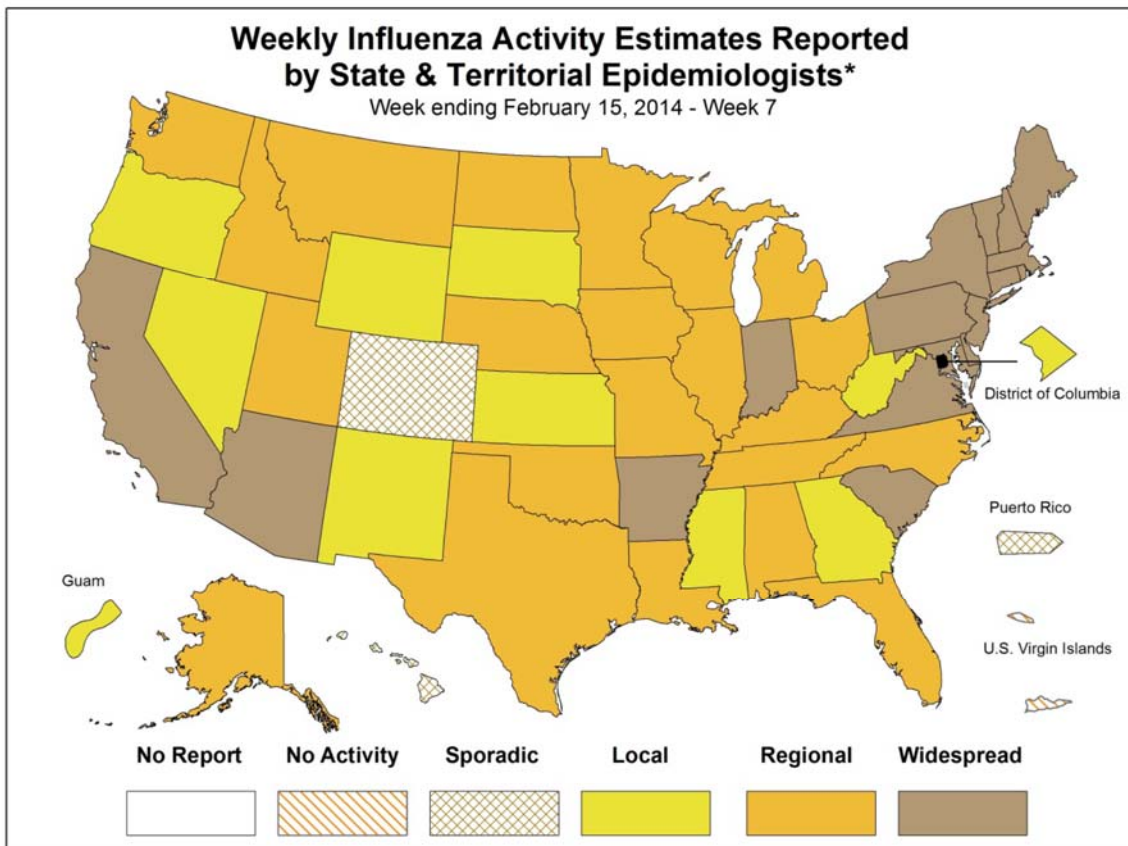 Weekly Influenza Activity Estimates Reported
by State & Territorial Epidemiologists*
Week ending February 15, 2014 - Week 7
District of Columbia
Puerto Rico
Guam
U.S. Virgin Islands
No Report
No Activity
Sporadic
Local
Regional
Widespread